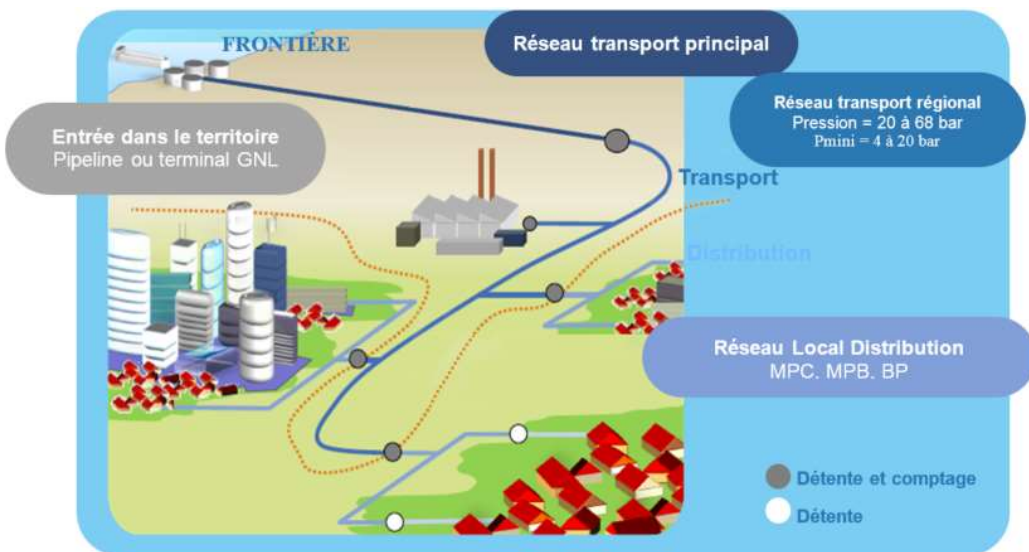 FRONTIÈRE
Réseau transport principal
Réseau transport régional
Pression = 20 à 68 bar
Pmini = 4 à 20 bar
Entrée dans le territoire
Pipeline ou terminal GNL
Transport
Distribution
Réseau Local Distribution
MPC. MPB. BP
Détente et comptage
Détente